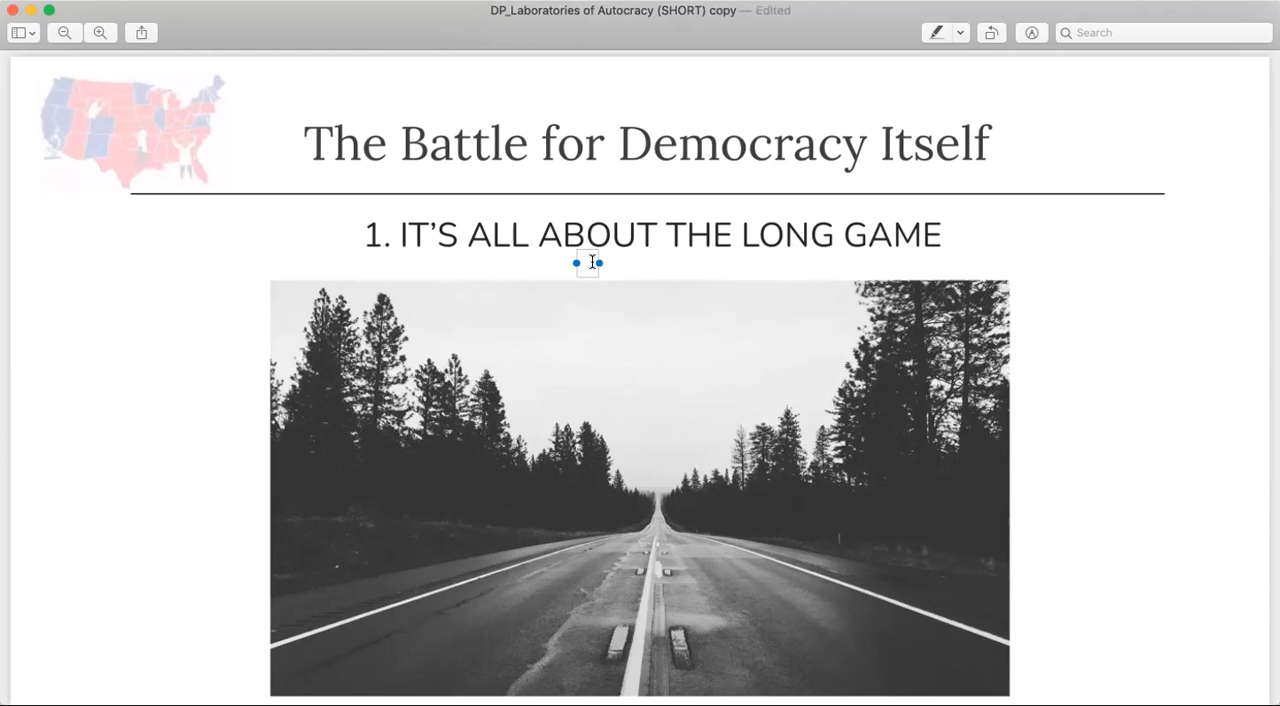 DP_Laboratories of Autocracy (SHORT) copy — Edited
Search
The Battle for Democracy Itself
1. IT’S ALL ABOUT THE LONG GAME